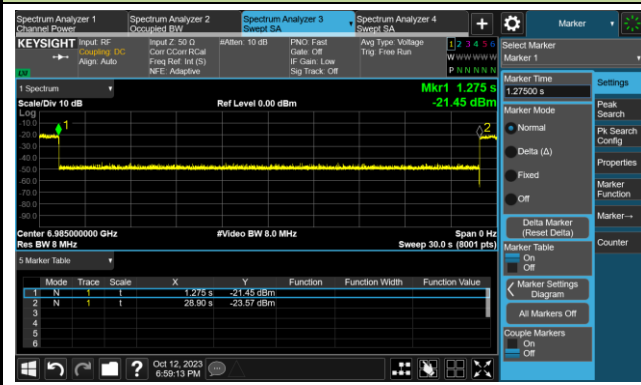 Spectrum Analyzer 1
Channel Power
Spectrum Analyzer 2
Occupied BW
Spectrum Analyzer 3
Swept SA
Spectrum Analyzer 4
Swept SA
Marker
KEYSIGHT
Input: RF
Coupling: DC
Align: Auto
Input Z: 50 Ω
Corr CCorr RCal
Freq Ref: Int (S)
NFE: Adaptive
#Atten: 10 dB
PNO: Fast
Gate: Off
IF Gain: Low
Sig Track: Off
Avg Type: Voltage
Trig: Free Run
1 2 3 4 5 6
W W W W W W
P N N N N N
LXI
Select Marker
Marker 1
1 Spectrum
Mkr1 1.275 s
-21.45 dBm
Scale/Div 10 dB
Ref Level 0.00 dBm
Log
-10.0
-20.0
-30.0
-40.0
-50.0
-60.0
-70.0
-80.0
-90.0
1
2
Center 6.985000000 GHz
Res BW 8 MHz
#Video BW 8.0 MHz
Span 0 Hz
Sweep 30.0 s (8001 pts)
5 Marker Table
Mode Trace Scale X Y Function Function Width Function Value
1 N 1 t 1.275 s -21.45 dBm
2 N 1 t 28.90 s -23.57 dBm
3
4
5
6
Marker Time
1.27500 s
Marker Mode
Normal
Delta (Δ)
Fixed
Off
Delta Marker
(Reset Delta)
Marker Table
On
Off
Marker Settings
Diagram
All Markers Off
Couple Markers
On
Off
Settings
Peak
Search
Pk Search
Config
Properties
Marker
Function
Marker→
Counter
Oct 12, 2023
6:59:13 PM